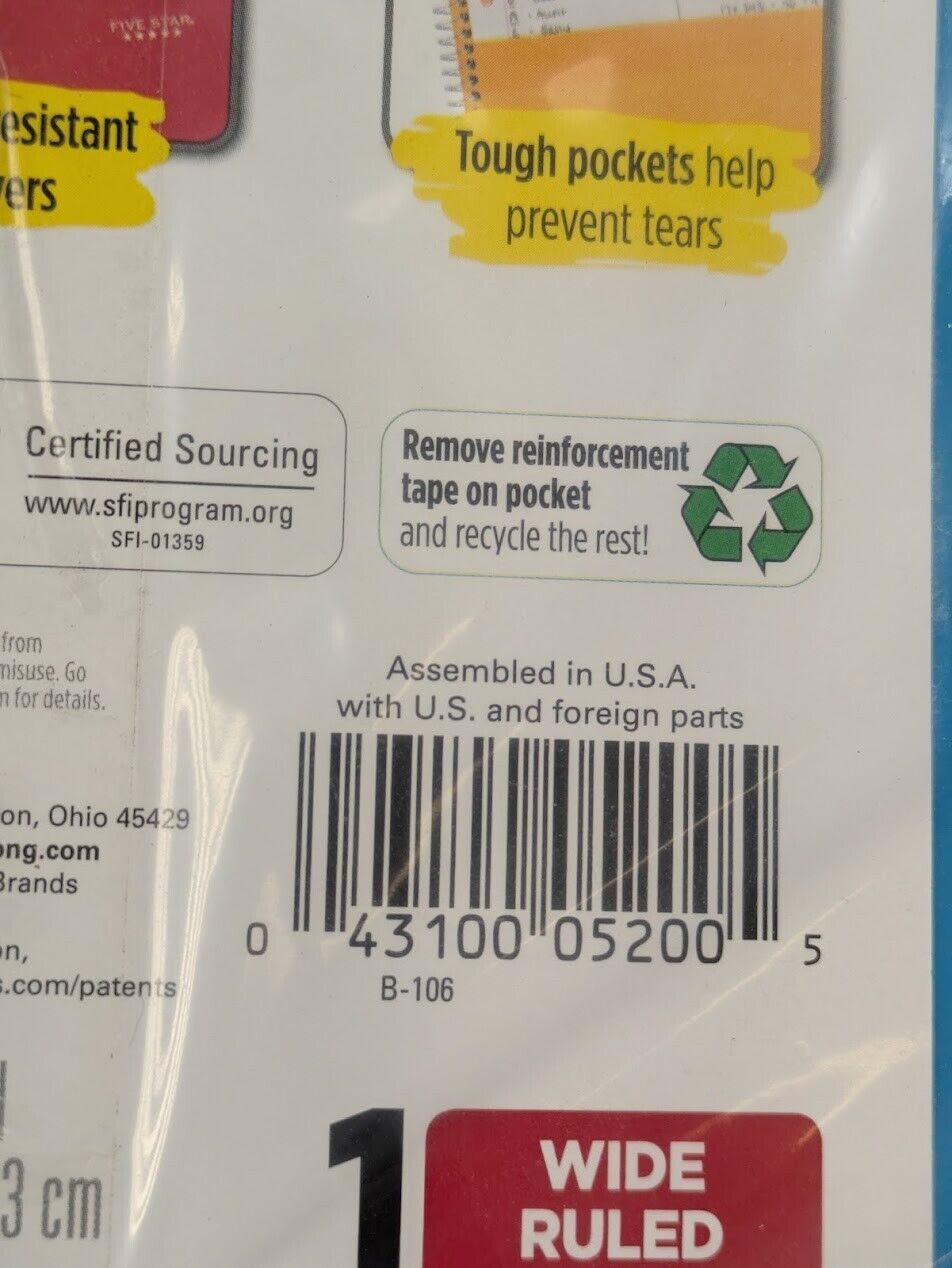 FIVE STAR
esistant
ers
Tough pockets help
prevent tears
Certified Sourcing
www.sfiprogram.org
SFI-01359
Remove reinforcement
tape on pocket
and recycle the rest!
from
misuse. Go
for details.
Assembled in U.S.A.
with U.S. and foreign parts
on, Ohio 45429
ong.com
Brands
on,
s.com/patents
0 43100 05200 5
B-106
3 cm
1
WIDE
RULED